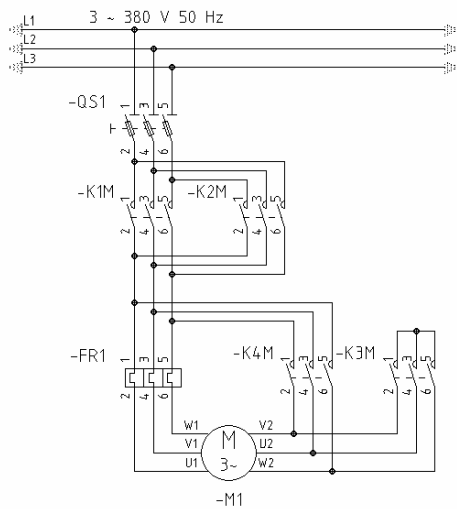 3 ~ 380 V 50 Hz
L1
L2
L3
-QS1
1 3 5
2 4 6
-K1M
1 3 5
2 4 6
-K2M
1 3 5
2 4 6
-FR1
1 3 5
2 4 6
-K4M
1 3 5
2 4 6
-K3M
1 3 5
2 4 6
W1
V1
U1
M
3~
V2
U2
W2
-M1